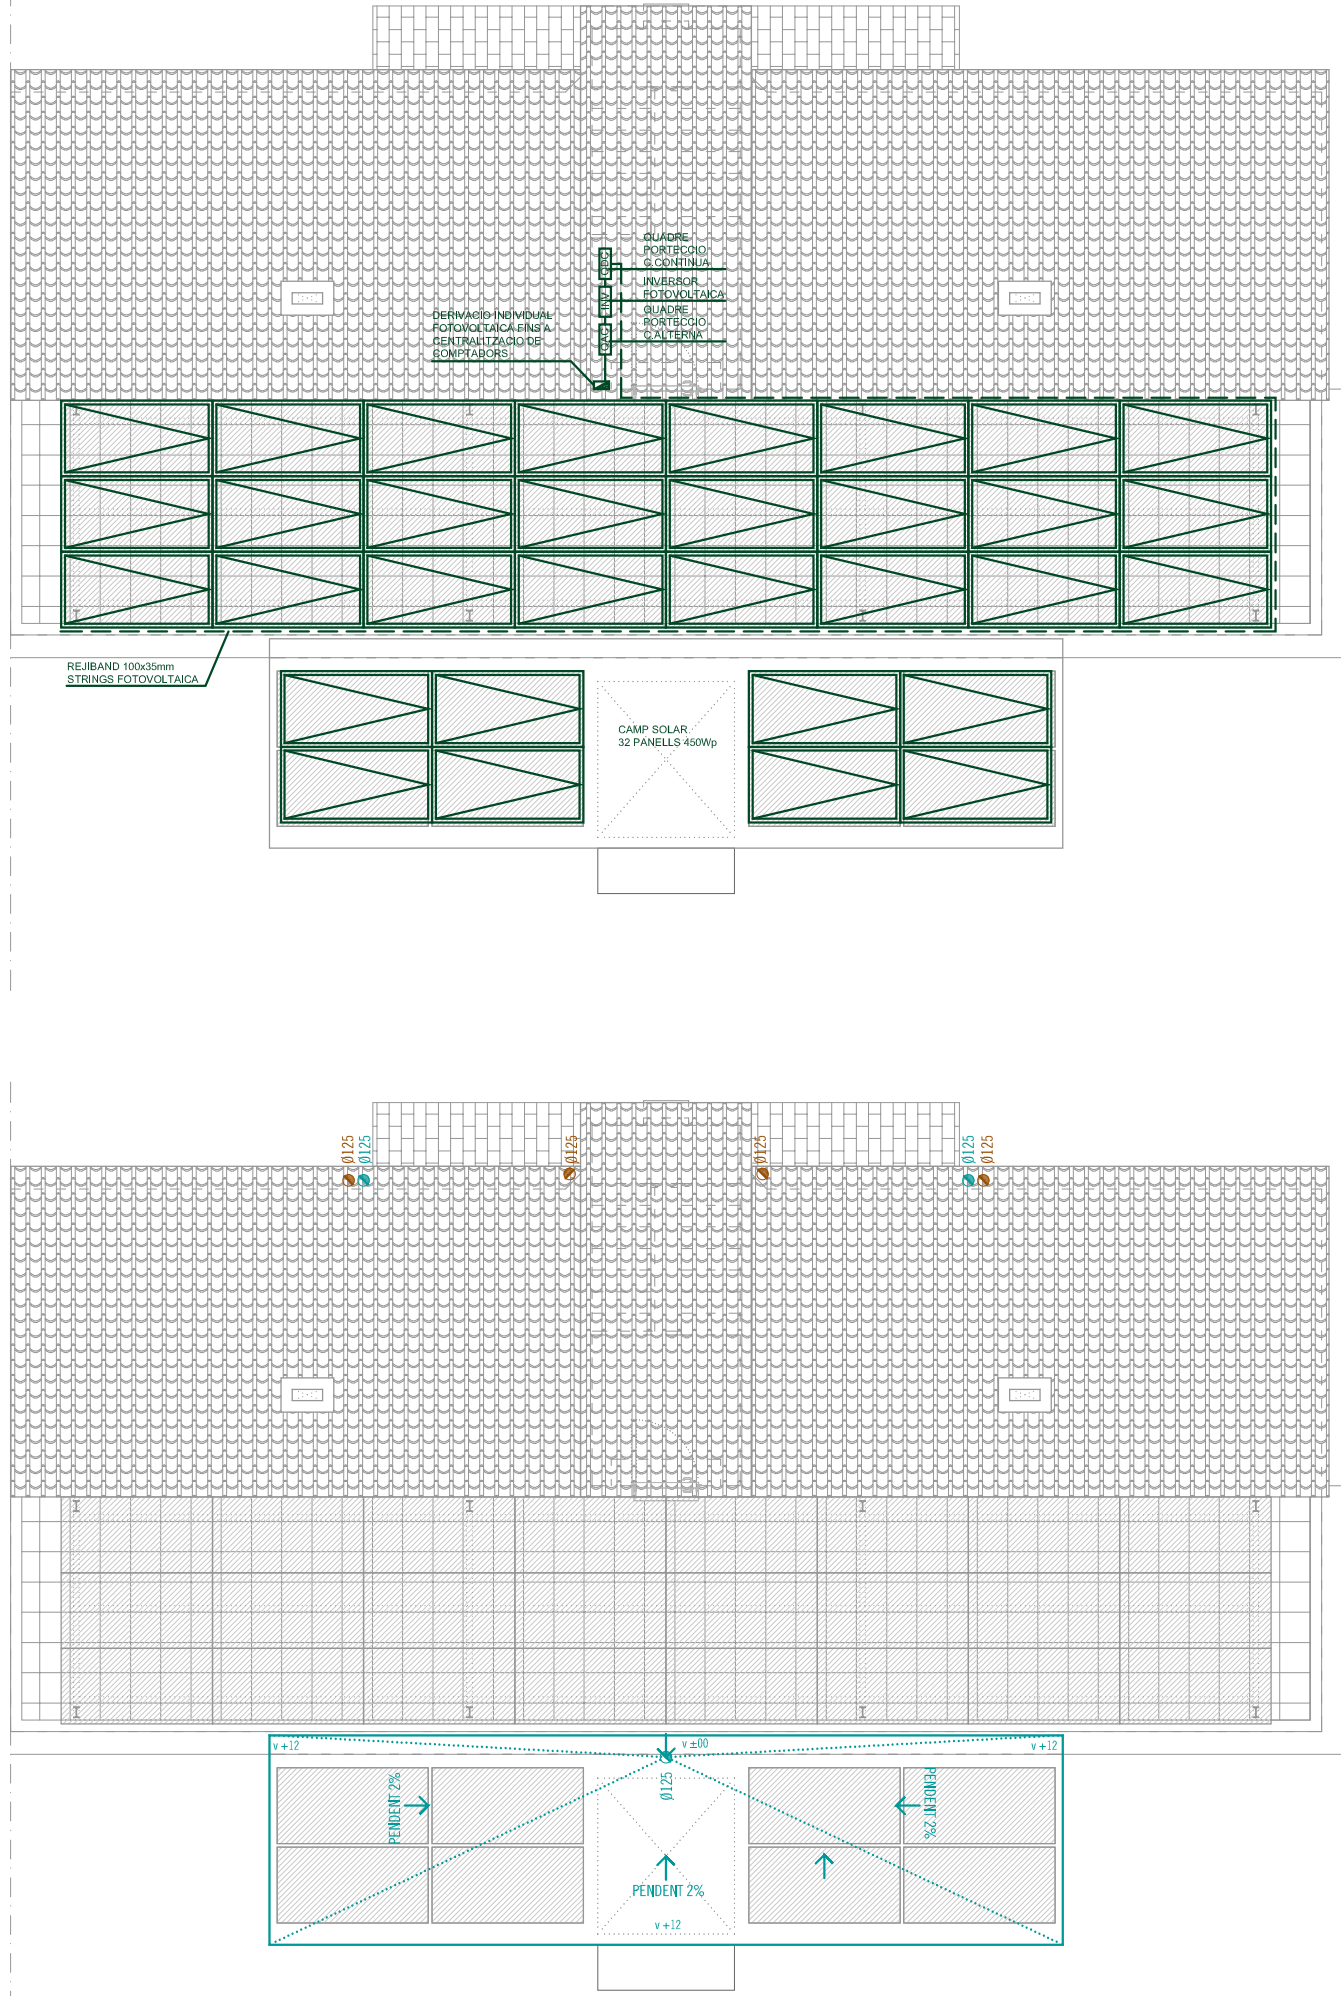 QUADRE
PORTECCIO
C.CONTINUA
QDC
INVERSOR
FOTOVOLTAICA
INV
QUADRE
PORTECCIO
C.ALTERNA
QAC
DERIVACIO INDIVIDUAL
FOTOVOLTAICA FINS A
CENTRALITZACIO DE
COMPTADORS
REJIBAND 100x35mm
STRINGS FOTOVOLTAICA
CAMP SOLAR.
32 PANELLS 450Wp
Ø125
Ø125
Ø125
Ø125
Ø125
Ø125
v +12
v ±00
v +12
Ø125
PENDENT 2%
PENDENT 2%
PENDENT 2%
v +12